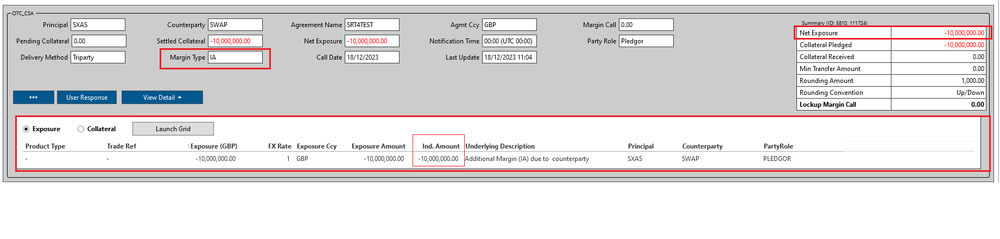 OTC_CSA
Principal SXAS Counterparty SWAP Agreement Name SRT4TEST Agmt Ccy GBP Margin Call 0.00
Pending Collateral 0.00 Settled Collateral -10,000,000.00 Net Exposure -10,000,000.00 Notification Time 00:00 (UTC 00:00) Party Role Pledgor
Delivery Method Triparty Margin Type IA Call Date 18/12/2023 Last Update 18/12/2023 11:04
Summary (ID: 5810, 111724)
Net Exposure -10,000,000.00
Collateral Pledged -10,000,000.00
Collateral Received 0.00
Min Transfer Amount 0.00
Rounding Amount 1,000.00
Rounding Convention Up/Down
Lockup Margin Call 0.00
••• User Response View Detail
Exposure Collateral Launch Grid
Product Type Trade Ref Exposure (GBP) FX Rate Exposure Ccy Exposure Amount Ind. Amount Underlying Description Principal Counterparty PartyRole
- - -10,000,000.00 1 GBP -10,000,000.00 -10,000,000.00 Additional Margin (IA) due to counterparty SXAS SWAP PLEDGOR